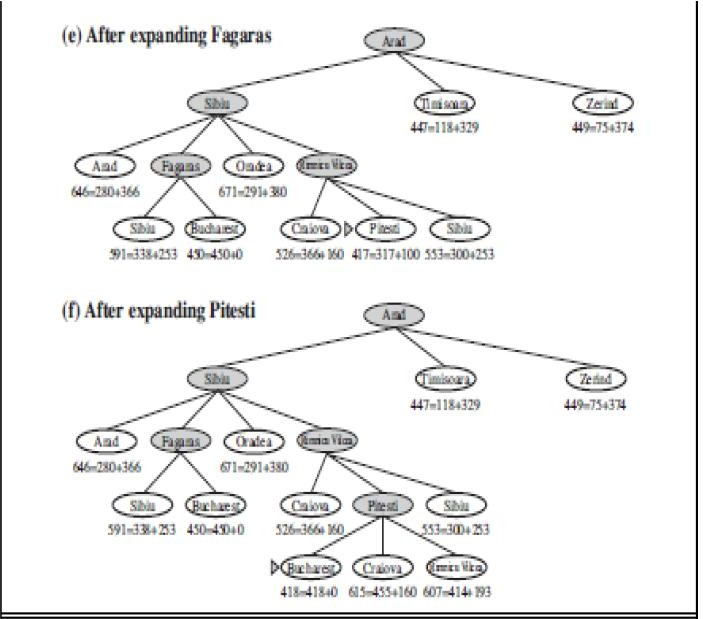 (e) After expanding Fagaras
Arad
Sibiu Timisoara Zerind
447=118+329 449=75+374
Arad Fagaras Oradea Rimnicu Vilcea
646=280+366 671=291+380
Sibiu Bucharest Craiova Pitesti Sibiu
591=338+253 450=450+0 526=366+160 417=317+100 553=300+253
(f) After expanding Pitesti
Arad
Sibiu Timisoara Zerind
447=118+329 449=75+374
Arad Fagaras Oradea Rimnicu Vilcea
646=280+366 671=291+380
Sibiu Bucharest Craiova Pitesti Sibiu
591=338+253 450=450+0 526=366+160 553=300+253
Bucharest Craiova Rimnicu Vilcea
418=418+0 615=455+160 607=414+193